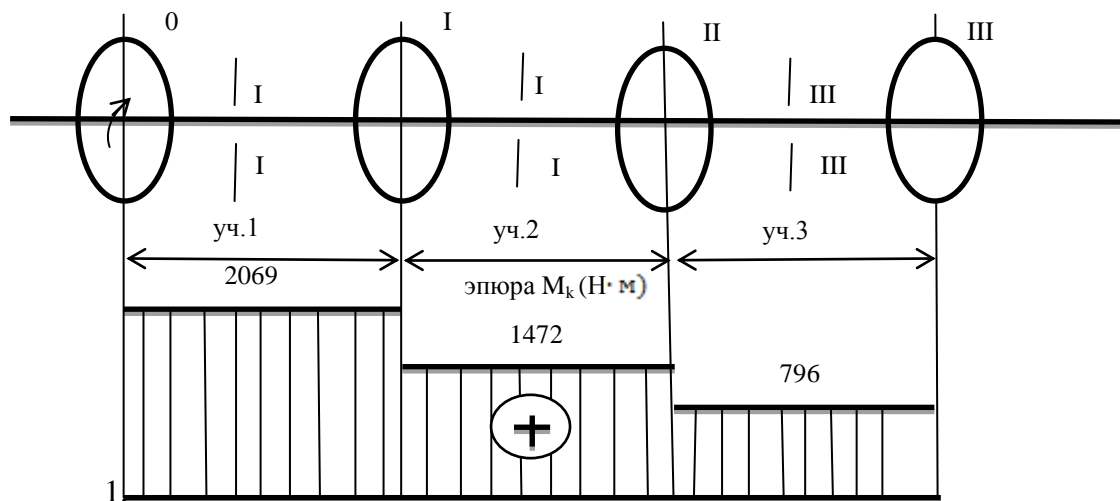 0 I II III
I I III
I I III
уч.1 уч.2 уч.3
2069
эпюра Mk (Н· м)
1472
796
+
1